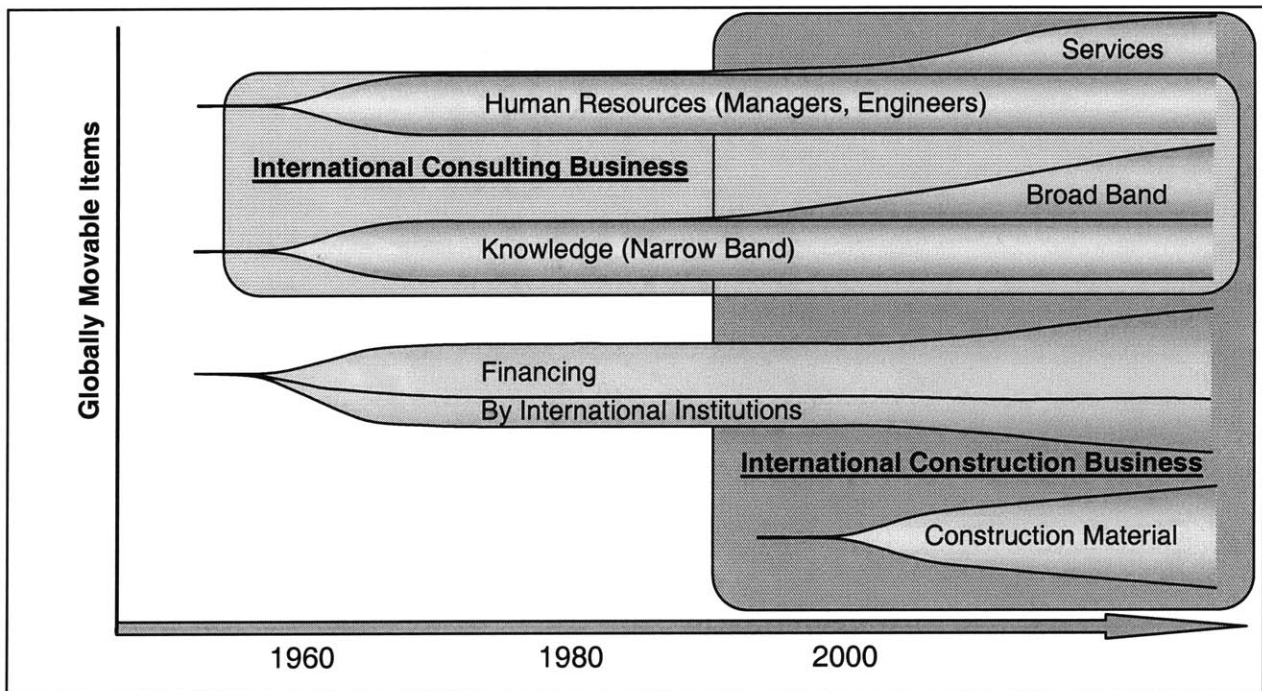 Globally Movable Items
Services
Human Resources (Managers, Engineers)
International Consulting Business
Broad Band
Knowledge (Narrow Band)
Financing
By International Institutions
International Construction Business
Construction Material
1960 1980 2000